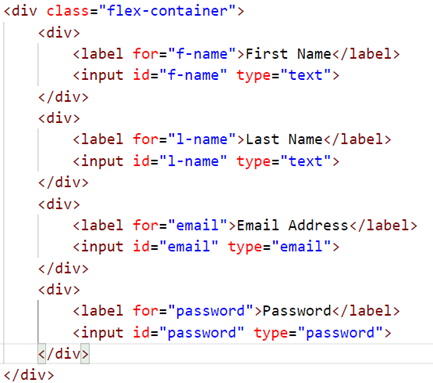 <div class="flex-container">
    <div>
        <label for="f-name">First Name</label>
        <input id="f-name" type="text">
    </div>
    <div>
        <label for="l-name">Last Name</label>
        <input id="l-name" type="text">
    </div>
    <div>
        <label for="email">Email Address</label>
        <input id="email" type="email">
    </div>
    <div>
        <label for="password">Password</label>
        <input id="password" type="password">
    </div>
</div>